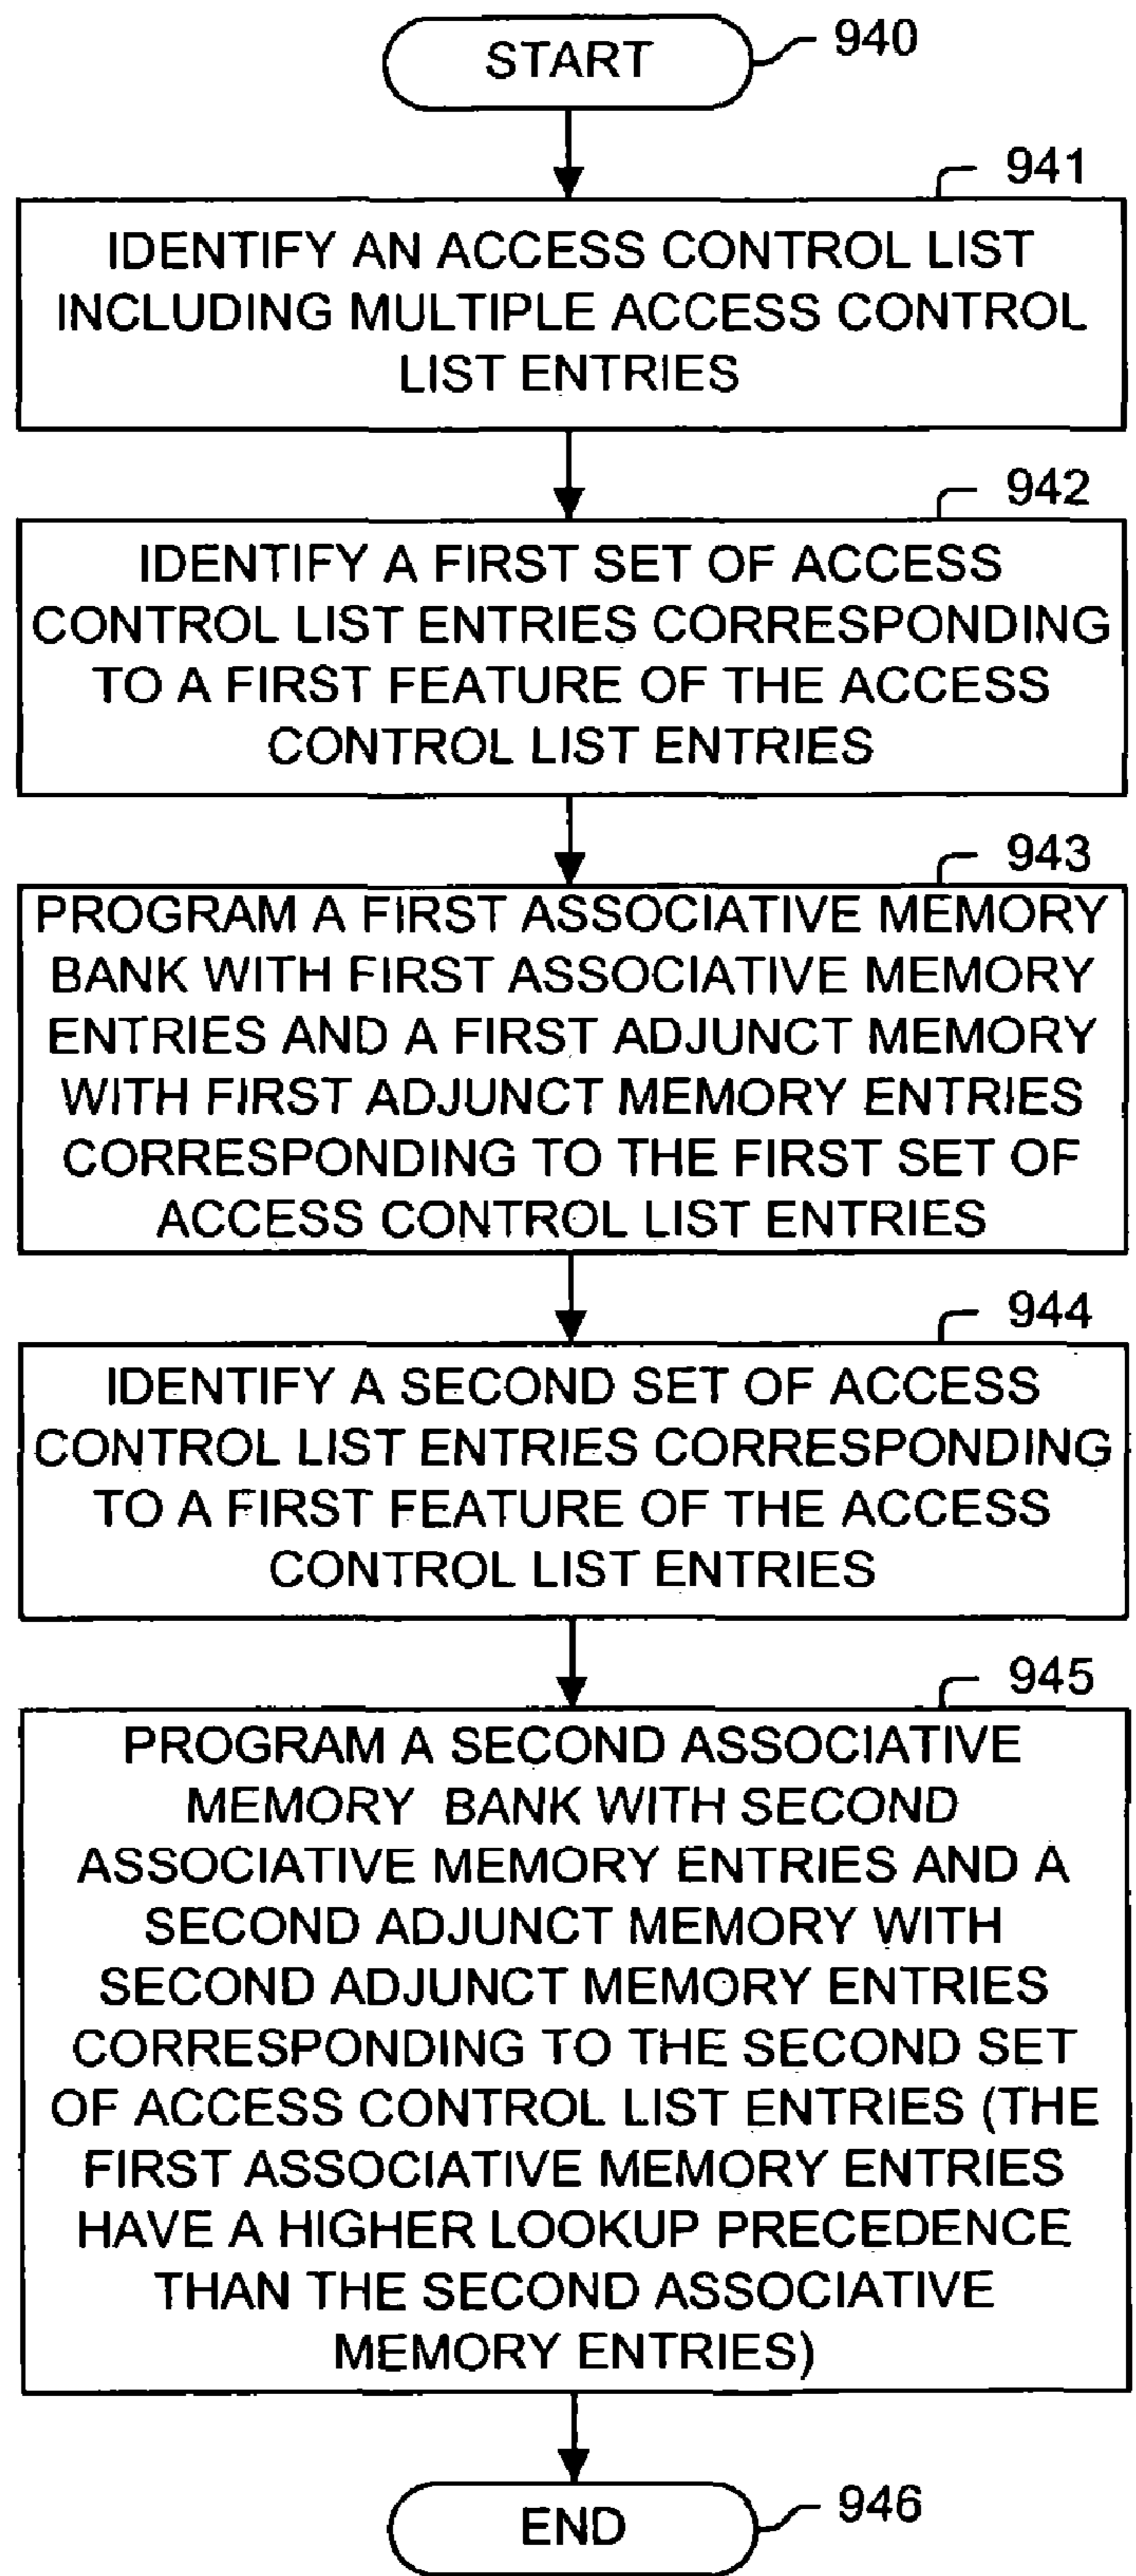 START
940
941
IDENTIFY AN ACCESS CONTROL LIST
INCLUDING MULTIPLE ACCESS CONTROL
LIST ENTRIES
942
IDENTIFY A FIRST SET OF ACCESS
CONTROL LIST ENTRIES CORRESPONDING
TO A FIRST FEATURE OF THE ACCESS
CONTROL LIST ENTRIES
943
PROGRAM A FIRST ASSOCIATIVE MEMORY
BANK WITH FIRST ASSOCIATIVE MEMORY
ENTRIES AND A FIRST ADJUNCT MEMORY
WITH FIRST ADJUNCT MEMORY ENTRIES
CORRESPONDING TO THE FIRST SET OF
ACCESS CONTROL LIST ENTRIES
944
IDENTIFY A SECOND SET OF ACCESS
CONTROL LIST ENTRIES CORRESPONDING
TO A FIRST FEATURE OF THE ACCESS
CONTROL LIST ENTRIES
945
PROGRAM A SECOND ASSOCIATIVE
MEMORY BANK WITH SECOND
ASSOCIATIVE MEMORY ENTRIES AND A
SECOND ADJUNCT MEMORY WITH
SECOND ADJUNCT MEMORY ENTRIES
CORRESPONDING TO THE SECOND SET
OF ACCESS CONTROL LIST ENTRIES (THE
FIRST ASSOCIATIVE MEMORY ENTRIES
HAVE A HIGHER LOOKUP PRECEDENCE
THAN THE SECOND ASSOCIATIVE
MEMORY ENTRIES)
END
946